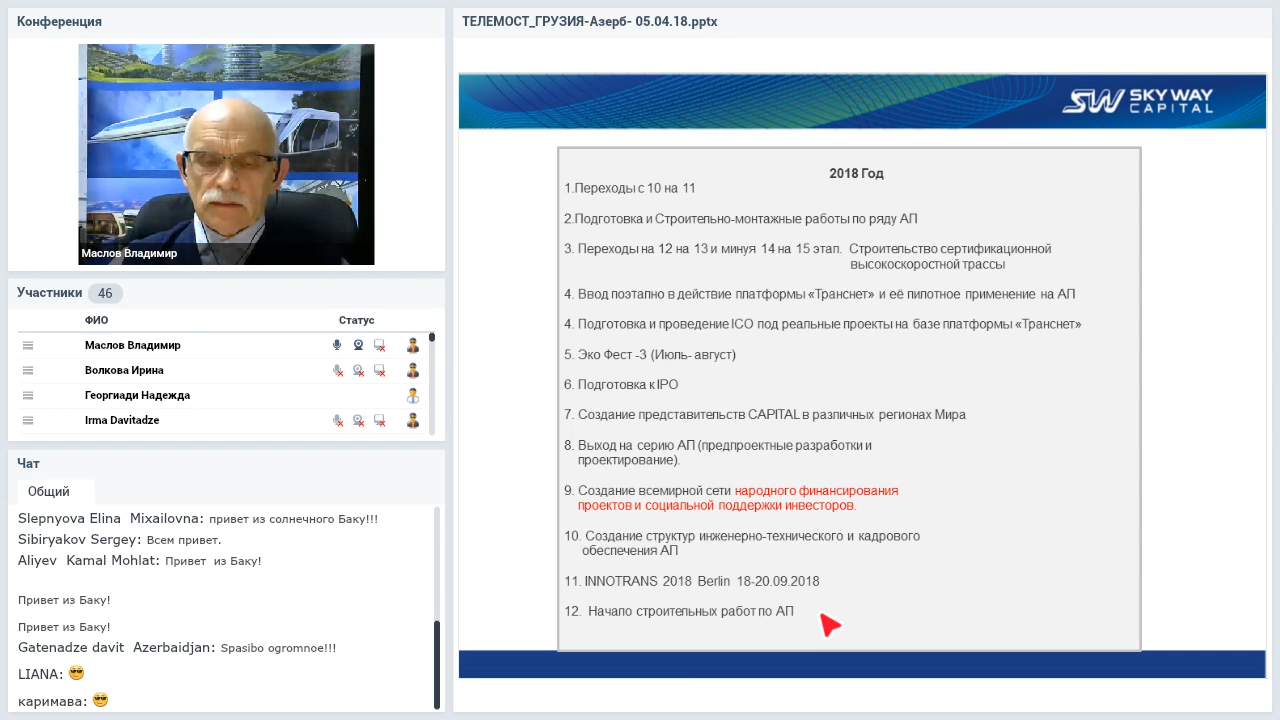 Конференция
Маслов Владимир
Участники 46
ФИО Статус
Маслов Владимир
Волкова Ирина
Георгиади Надежда
Irma Davitadze
Чат
Общий
Slepnyova Elina Mixailovna: привет из солнечного Баку!!!
Sibiryakov Sergey: Всем привет.
Aliyev Kamal Mohlat: Привет из Баку!
Привет из Баку!
Привет из Баку!
Gatenadze davit Azerbaidjan: Spasibo ogromnoe!!!
LIANA:
каримава:
ТЕЛЕМОСТ_ГРУЗИЯ-Азерб- 05.04.18.pptx
SW SKY WAY
CAPITAL
2018 Год
1.Переходы с 10 на 11
2.Подготовка и Строительно-монтажные работы по ряду АП
3. Переходы на 12 на 13 и минуя 14 на 15 этап. Строительство сертификационной
высокоскоростной трассы
4. Ввод поэтапно в действие платформы «Транснет» и её пилотное применение на АП
4. Подготовка и проведение ICO под реальные проекты на базе платформы «Транснет»
5. Эко Фест -3 (Июль- август)
6. Подготовка к IPO
7. Создание представительств CAPITAL в различных регионах Мира
8. Выход на серию АП (предпроектные разработки и
проектирование).
9. Создание всемирной сети народного финансирования
проектов и социальной поддержки инвесторов.
10. Создание структур инженерно-технического и кадрового
обеспечения АП
11. INNOTRANS 2018 Berlin 18-20.09.2018
12. Начало строительных работ по АП